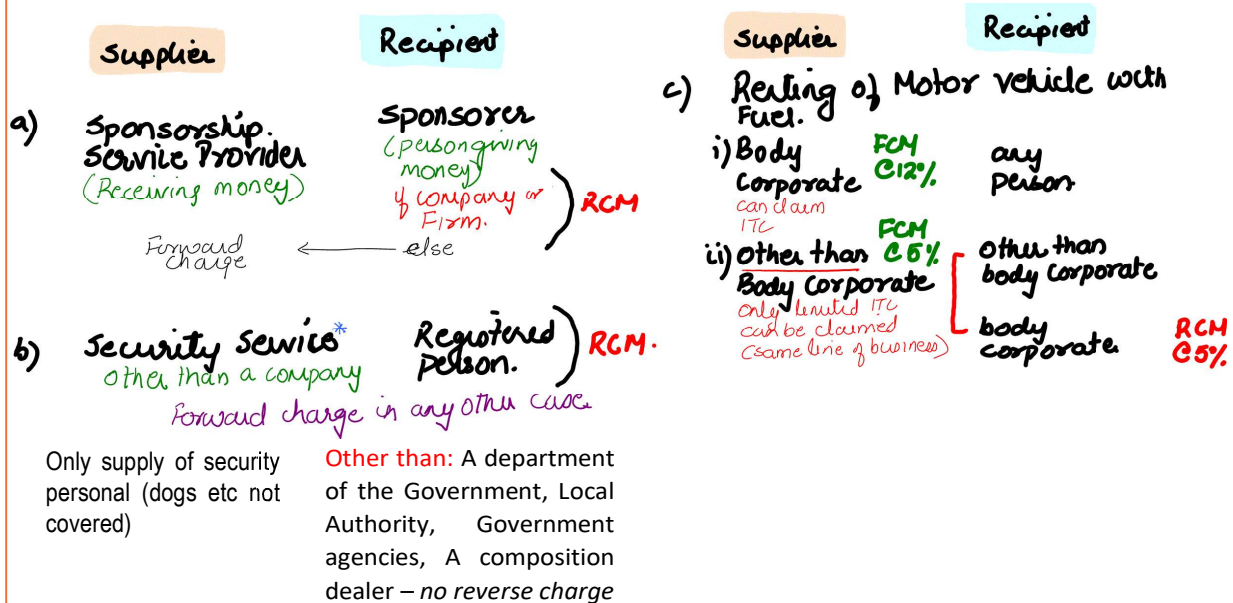 Supplier
Recipient
a)
Sponsorship.
Service Provider
(Receiving money)
Sponsorer
(person giving
money)
if company or
Firm.
RCM
Forward
charge
else
b)
Security Service*
other than a company
Registered
person.
RCM.
Forward charge in any other case
Only supply of security
personal (dogs etc not
covered)
Other than: A department
of the Government, Local
Authority, Government
agencies, A composition
dealer – no reverse charge
Supplier
Recipient
c) Renting of Motor vehicle with
Fuel.
i) Body
Corporate
can claim
ITC
FCM
@12%
any
person
ii) other than
Body Corporate
FCM
@5%
only limited ITC
can be claimed
(same line of business)
other than
body corporate
body
corporate
RCM
@5%